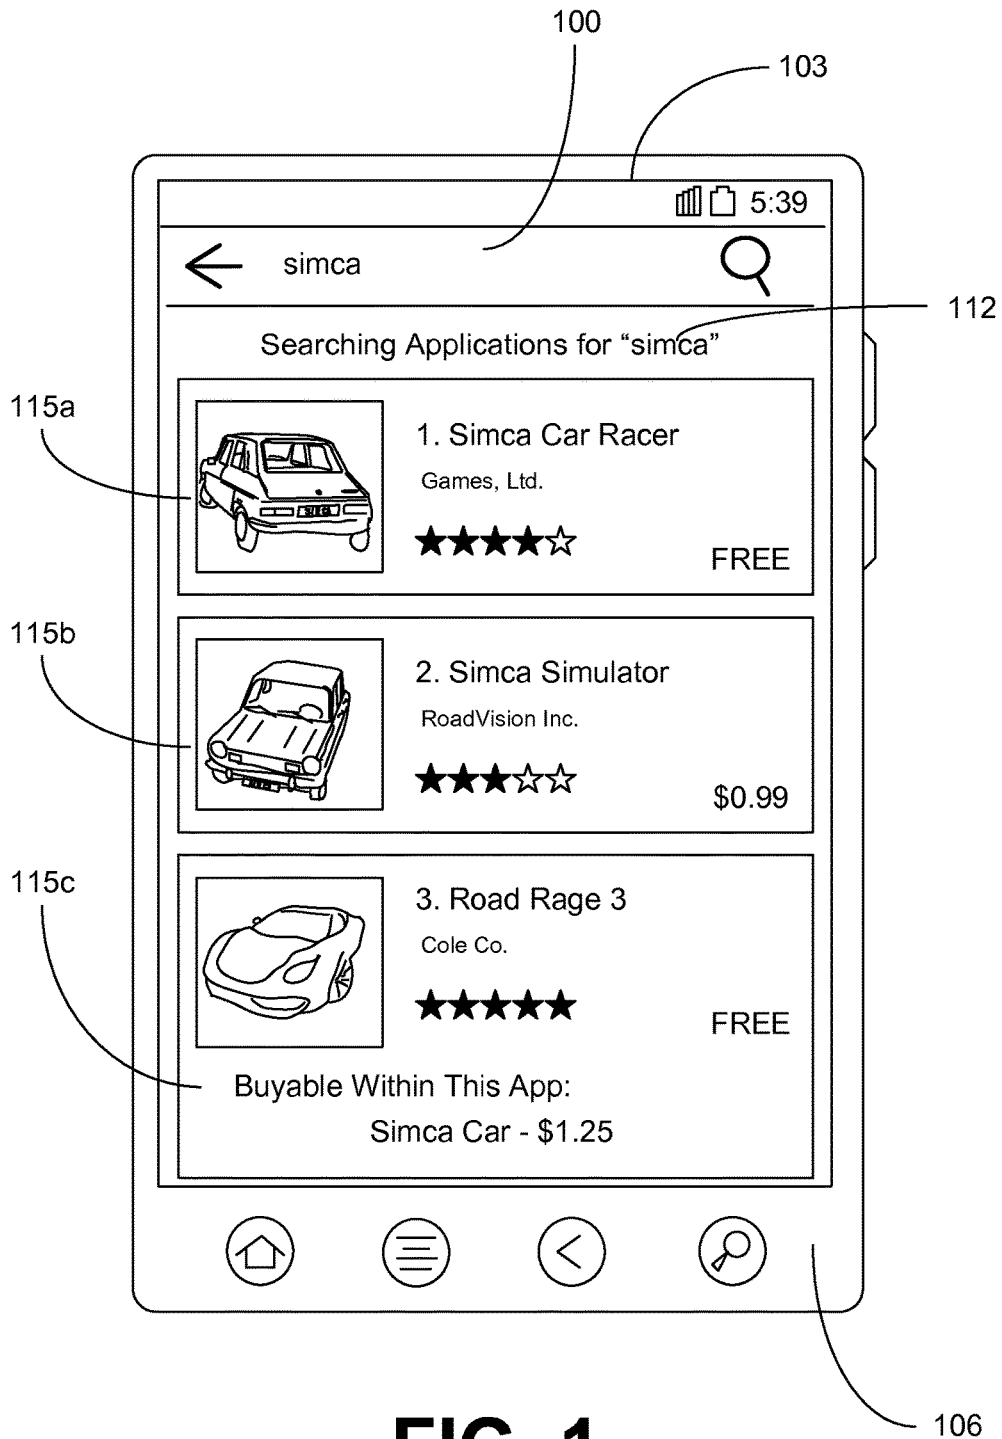 100
103
5:39
simca
112
Searching Applications for “simca”
115a
1. Simca Car Racer
Games, Ltd.
FREE
115b
2. Simca Simulator
RoadVision Inc.
$0.99
115c
3. Road Rage 3
Cole Co.
FREE
Buyable Within This App:
Simca Car - $1.25
106
FIG. 1